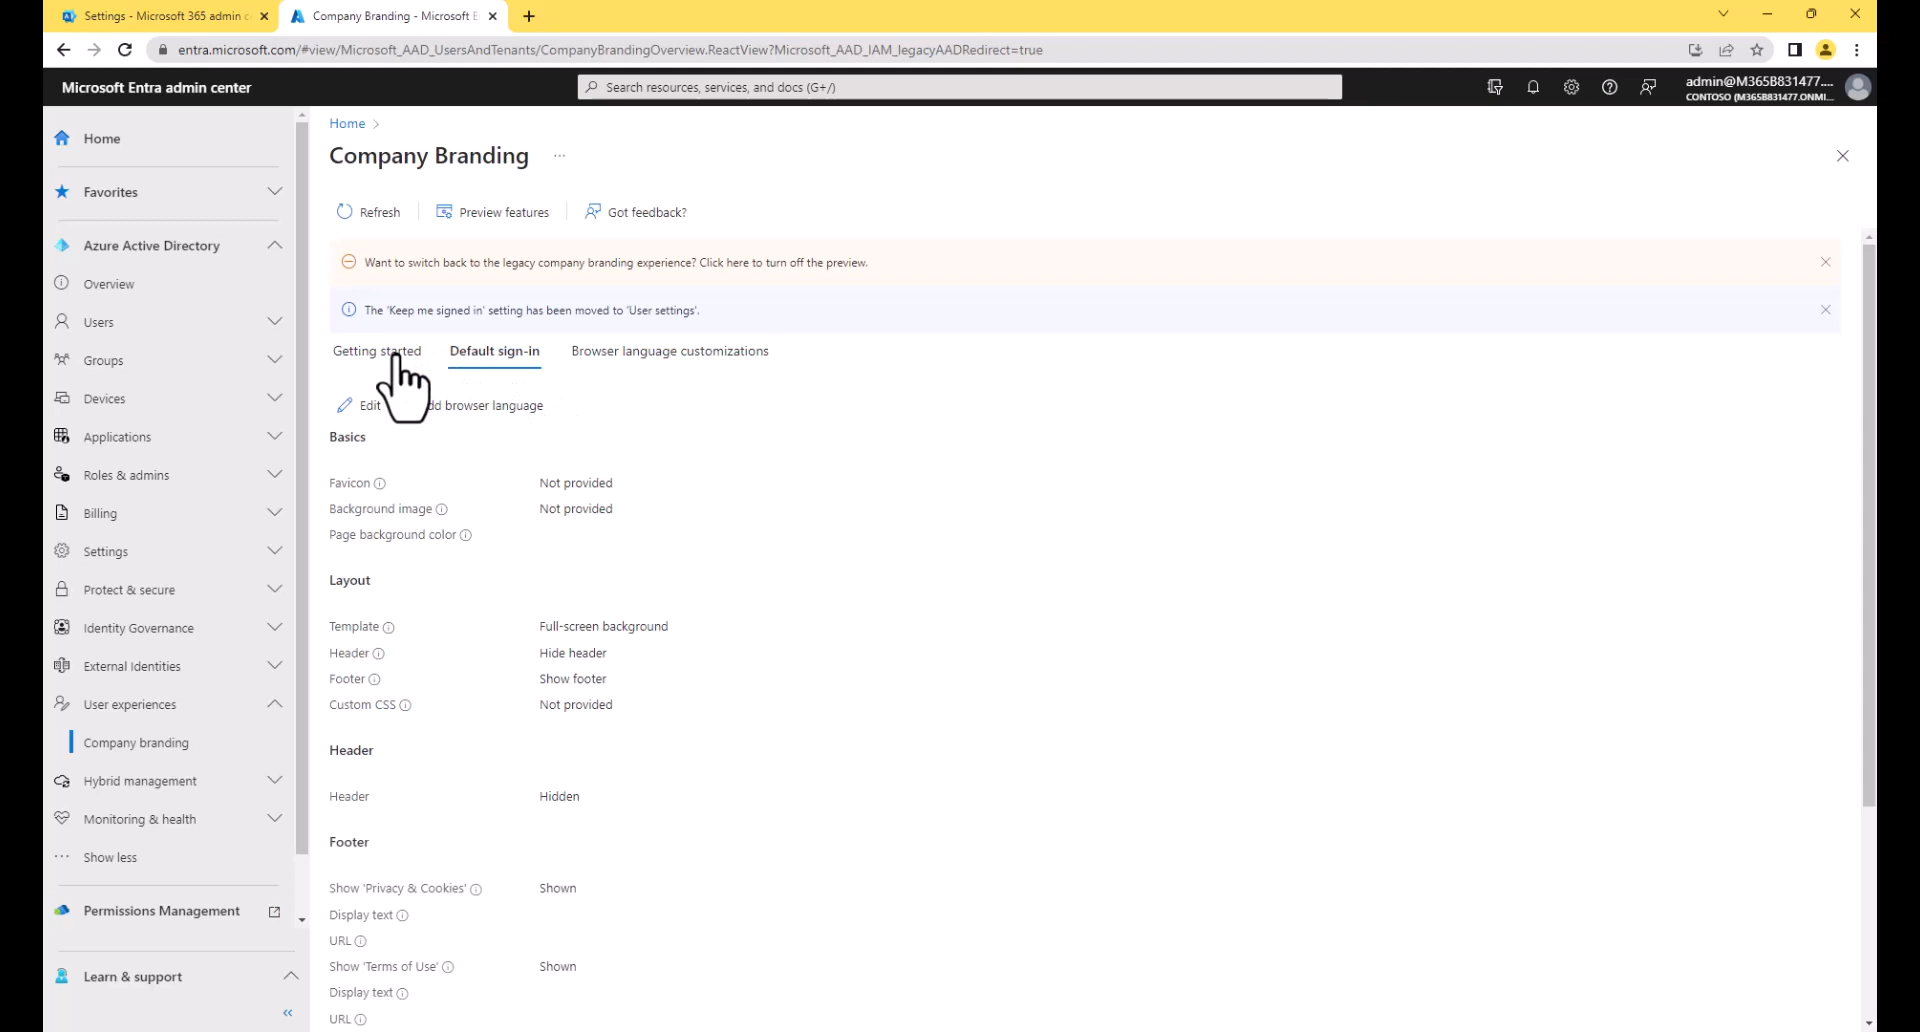 Settings - Microsoft 365 admin c
Company Branding - Microsoft E
entra.microsoft.com/#view/Microsoft_AAD_UsersAndTenants/CompanyBrandingOverview.ReactView?Microsoft_AAD_IAM_legacyAADRedirect=true
Microsoft Entra admin center
Search resources, services, and docs (G+/)
admin@M365B831477....
CONTOSO (M365B831477.ONMI...
Home
Favorites
Azure Active Directory
Overview
Users
Groups
Devices
Applications
Roles & admins
Billing
Settings
Protect & secure
Identity Governance
External Identities
User experiences
Company branding
Hybrid management
Monitoring & health
Show less
Permissions Management
Learn & support
Home
Company Branding
Refresh
Preview features
Got feedback?
Want to switch back to the legacy company branding experience? Click here to turn off the preview.
The 'Keep me signed in' setting has been moved to 'User settings'.
Getting started
Default sign-in
Browser language customizations
Edit
dd browser language
Basics
Favicon Not provided
Background image Not provided
Page background color
Layout
Template Full-screen background
Header Hide header
Footer Show footer
Custom CSS Not provided
Header
Header Hidden
Footer
Show 'Privacy & Cookies' Shown
Display text
URL
Show 'Terms of Use' Shown
Display text
URL